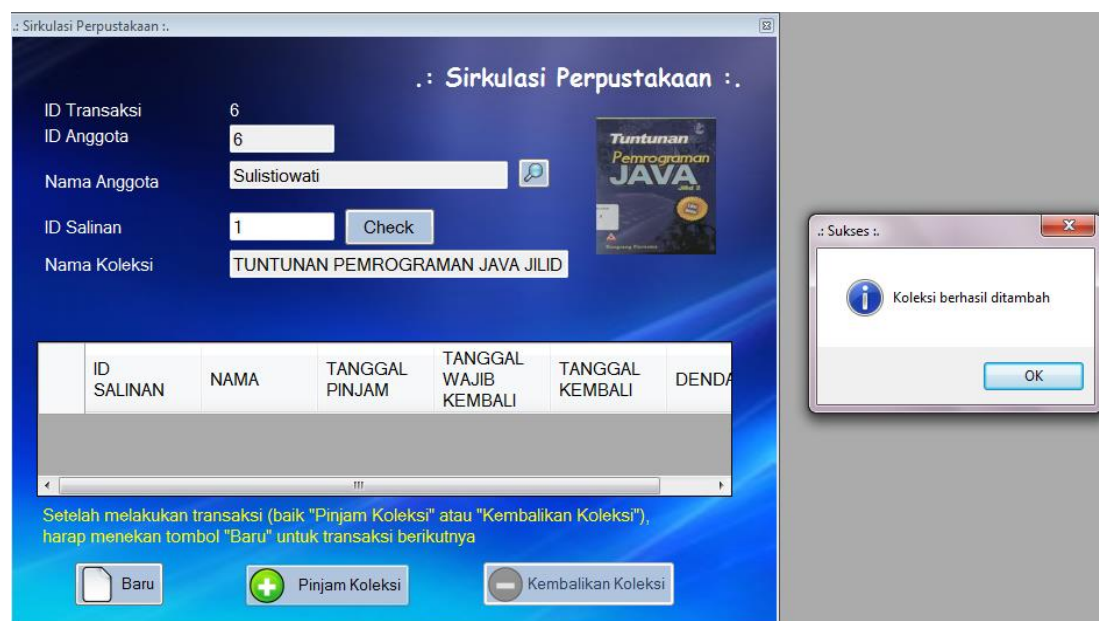 .: Sirkulasi Perpustakaan :.
.: Sirkulasi Perpustakaan :.
ID Transaksi 6
ID Anggota 6
Nama Anggota Sulistiowati
ID Salinan 1 Check
Nama Koleksi TUNTUNAN PEMROGRAMAN JAVA JILID
Tuntunan
Pemrograman
JAVA
Jilid 2
ID SALINAN NAMA TANGGAL PINJAM TANGGAL WAJIB KEMBALI TANGGAL KEMBALI DENDA
Setelah melakukan transaksi (baik "Pinjam Koleksi" atau "Kembalikan Koleksi"),
harap menekan tombol "Baru" untuk transaksi berikutnya
Baru Pinjam Koleksi Kembalikan Koleksi
.: Sukses :.
Koleksi berhasil ditambah
OK